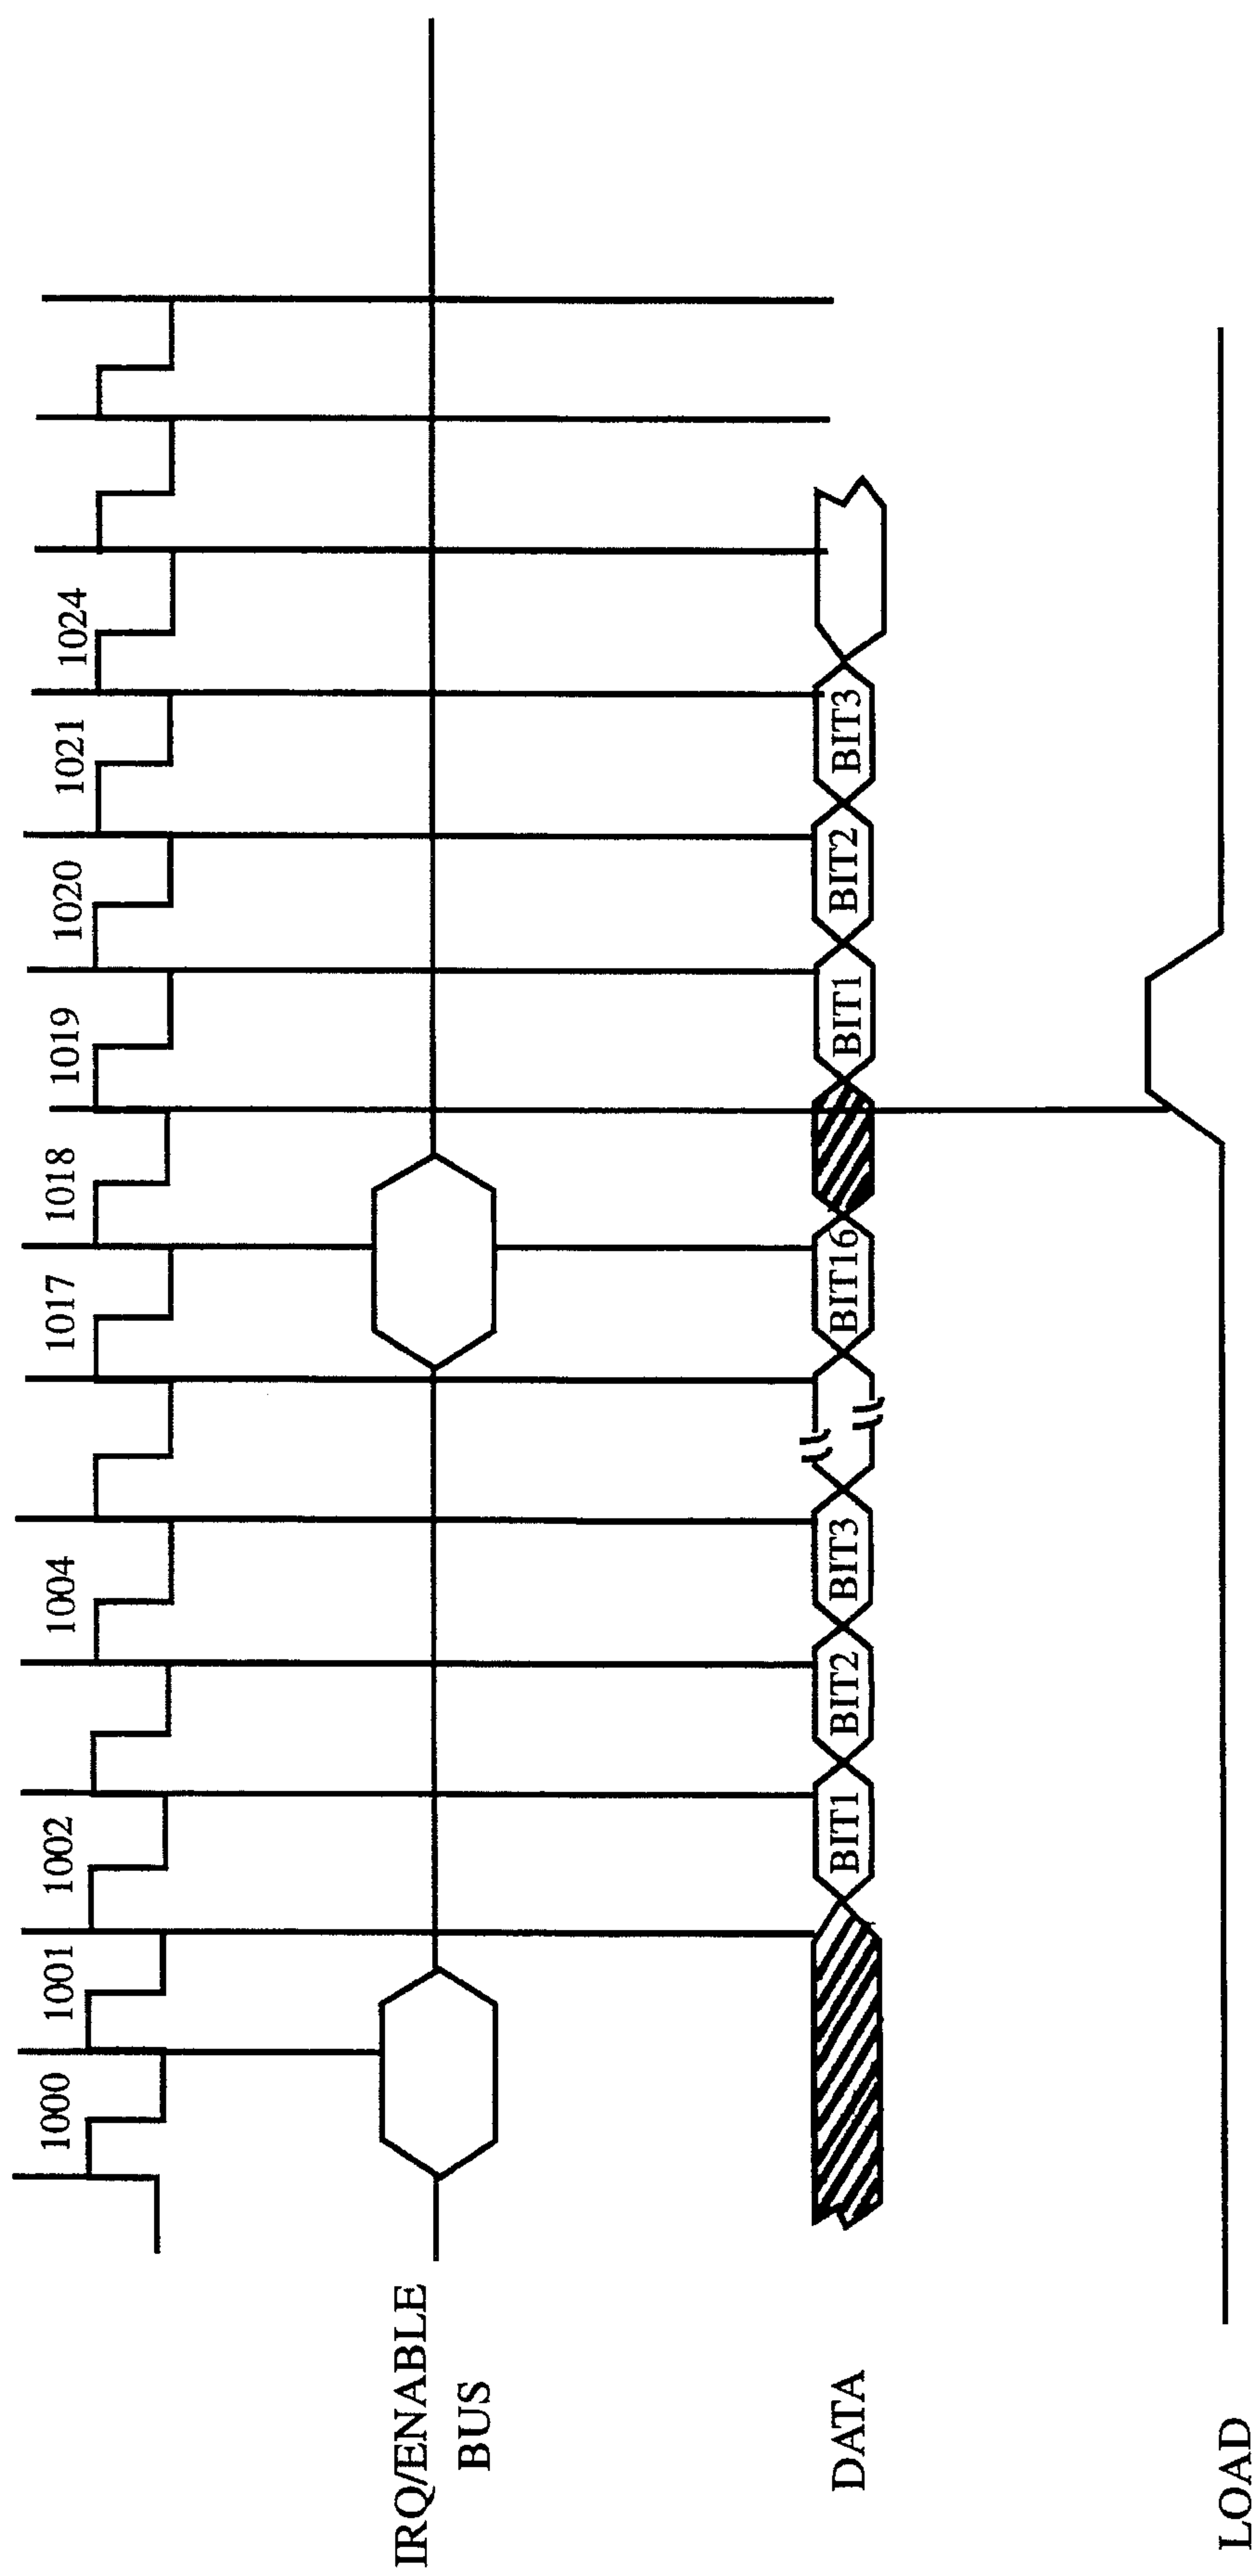 1000 1001 1002 1004 1017 1018 1019 1020 1021 1024
IRQ/ENABLE
BUS
DATA BIT1 BIT2 BIT3 BIT16 BIT1 BIT2 BIT3
LOAD